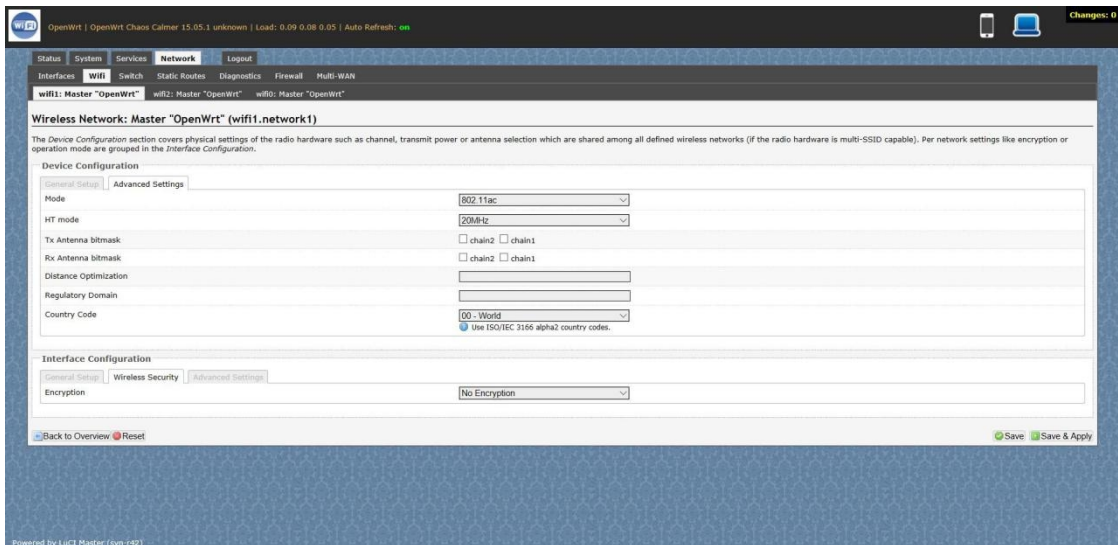 WiFi
OpenWrt | OpenWrt Chaos Calmer 15.05.1 unknown | Load: 0.09 0.08 0.05 | Auto Refresh: on
Changes: 0
Status System Services Network Logout
Interfaces Wifi Switch Static Routes Diagnostics Firewall Multi-WAN
wifi1: Master "OpenWrt" wifi2: Master "OpenWrt" wifi0: Master "OpenWrt"
Wireless Network: Master "OpenWrt" (wifi1.network1)
The Device Configuration section covers physical settings of the radio hardware such as channel, transmit power or antenna selection which are shared among all defined wireless networks (if the radio hardware is multi-SSID capable). Per network settings like encryption or
operation mode are grouped in the Interface Configuration.
Device Configuration
General Setup Advanced Settings
Mode 802.11ac
HT mode 20MHz
Tx Antenna bitmask chain2 chain1
Rx Antenna bitmask chain2 chain1
Distance Optimization
Regulatory Domain
Country Code 00 - World
Use ISO/IEC 3166 alpha2 country codes.
Interface Configuration
General Setup Wireless Security Advanced Settings
Encryption No Encryption
Back to Overview Reset Save Save & Apply
Powered by LuCI Master (svn-r42)